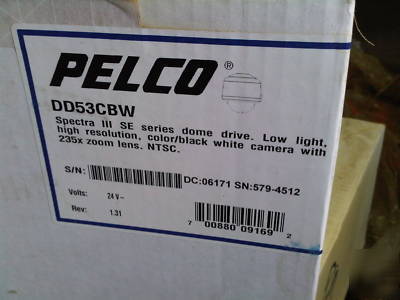 PELCO®
DD53CBW
Spectra III SE series dome drive. Low light,
high resolution, color/black white camera with
235x zoom lens. NTSC.
S/N:
DC:06171 SN:579-4512
Volts: 24V~
Rev: 1.31
7 00880 09169 2